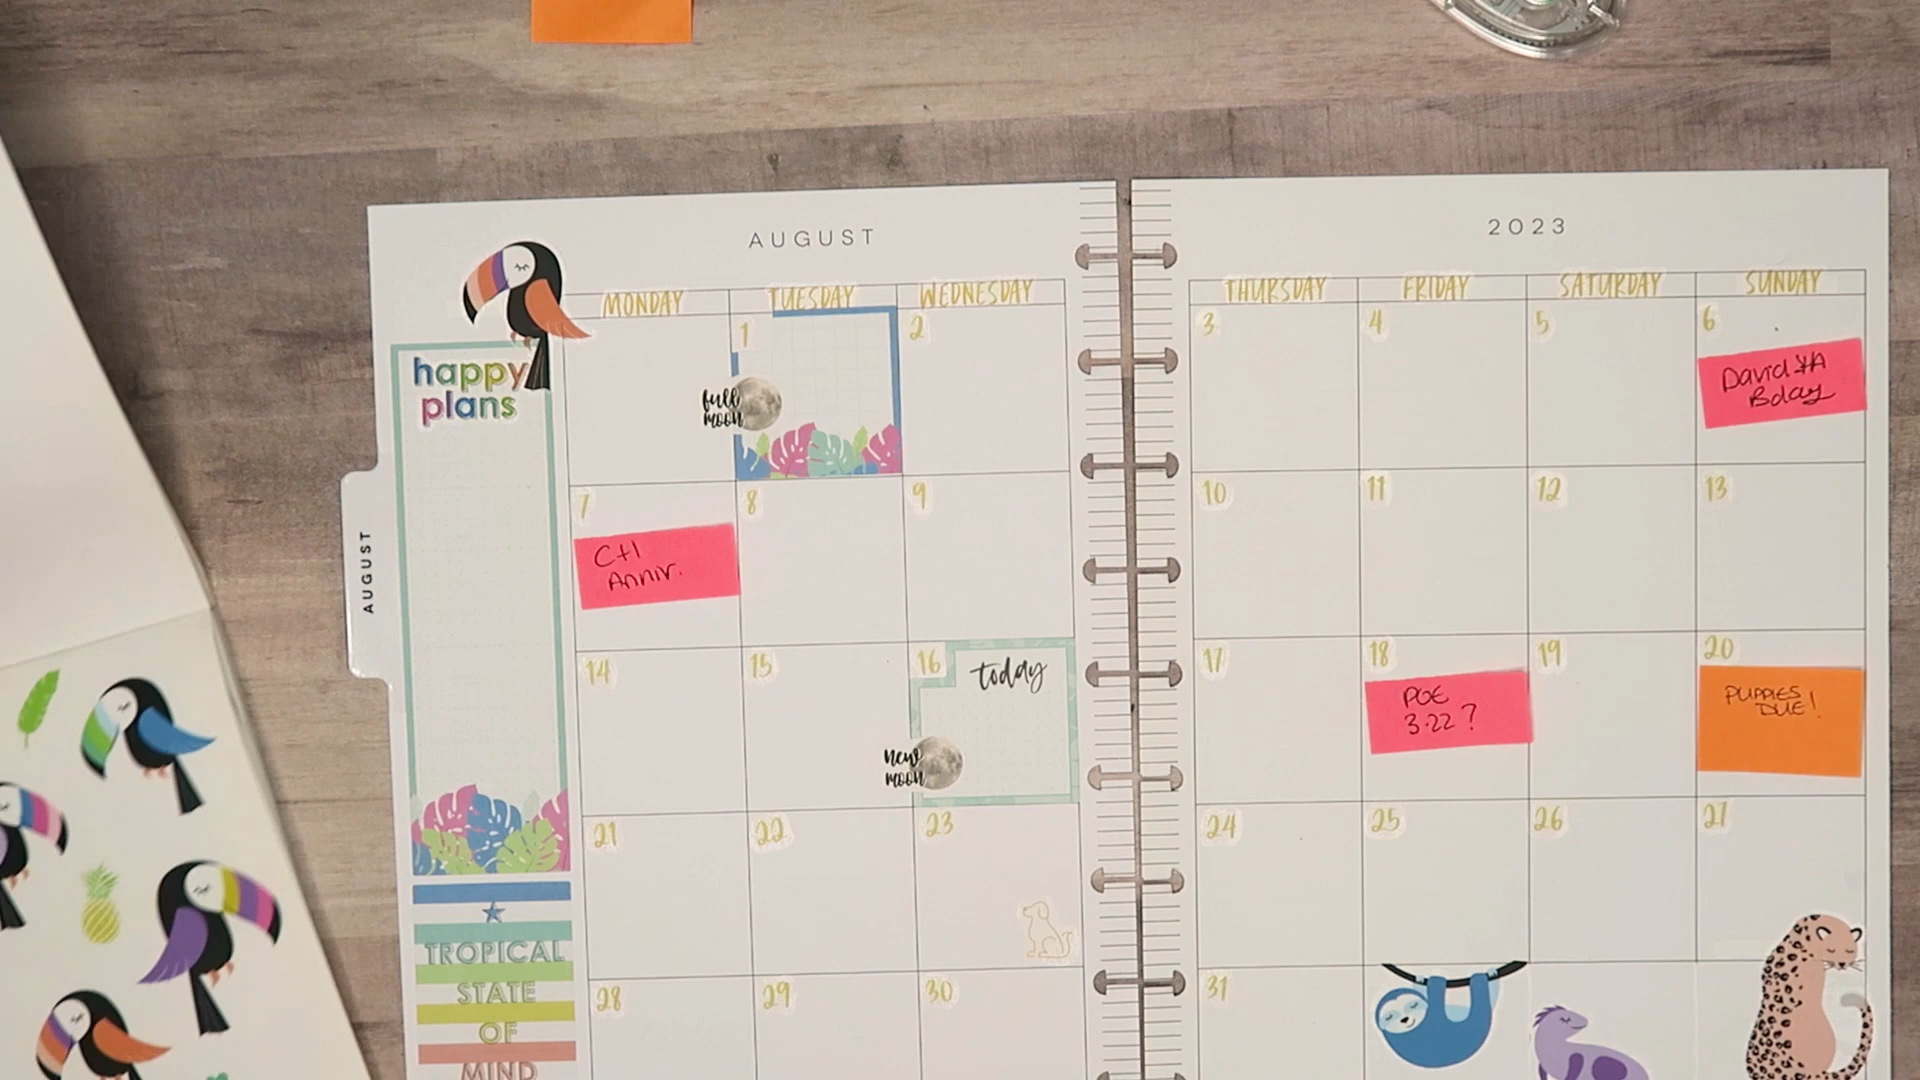 AUGUST
2023
MONDAY TUESDAY WEDNESDAY THURSDAY FRIDAY SATURDAY SUNDAY
happy
plans
AUGUST
1 2 3 4 5 6
full
moon
David
Bday
7 8 9 10 11 12 13
C+I
Anniv.
14 15 16 17 18 19 20
today
new
moon
POE
3.22 ?
PUPPIES
DUE!
21 22 23 24 25 26 27
28 29 30 31
TROPICAL
STATE
OF
MIND